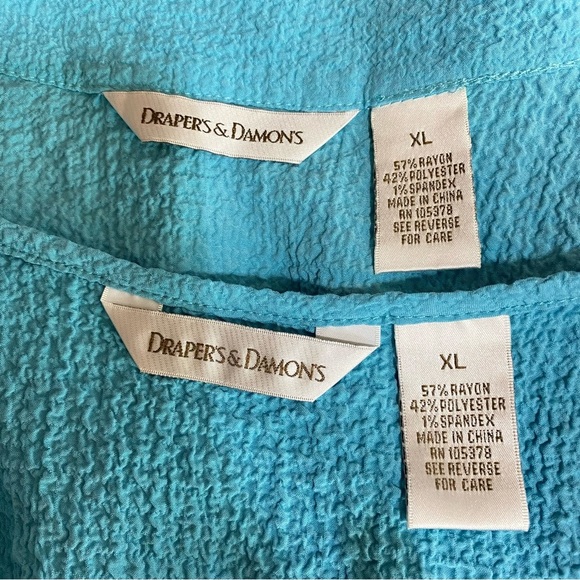 DRAPER'S & DAMON'S
XL
57% RAYON
42% POLYESTER
1% SPANDEX
MADE IN CHINA
RN 105378
SEE REVERSE
FOR CARE
DRAPER'S & DAMON'S
XL
57% RAYON
42% POLYESTER
1% SPANDEX
MADE IN CHINA
RN 105378
SEE REVERSE
FOR CARE